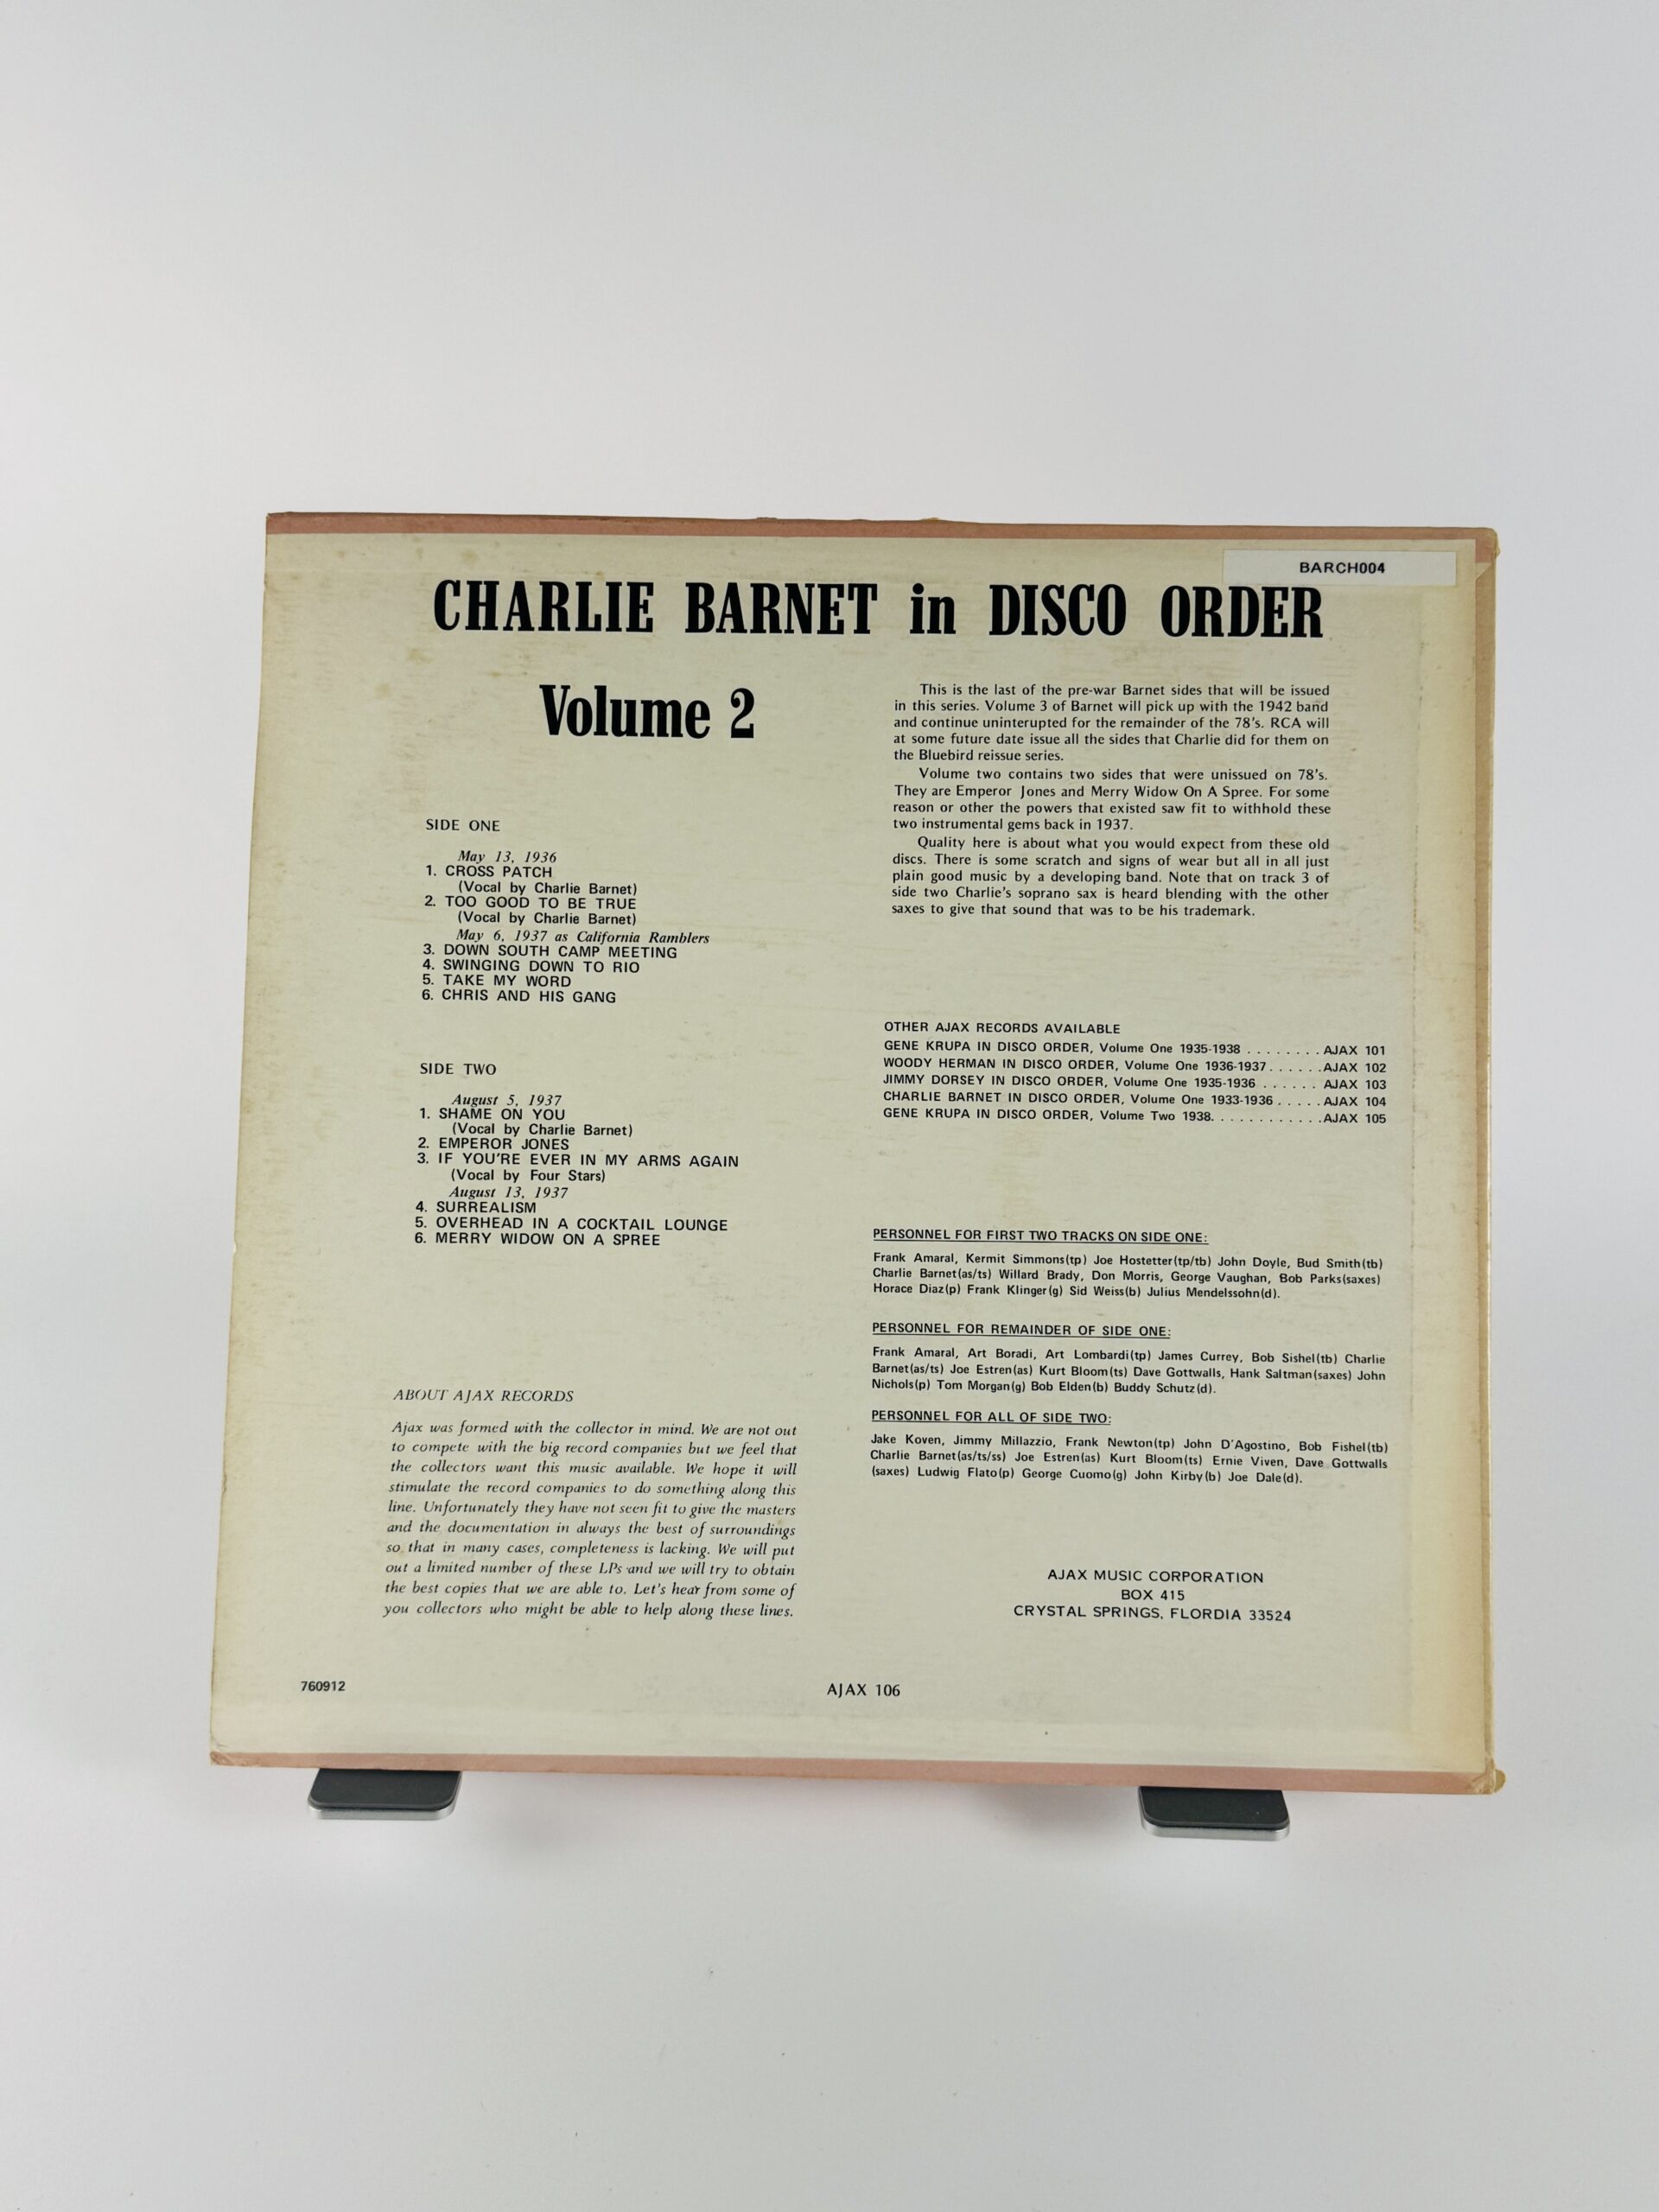 BARCH004
CHARLIE BARNET in DISCO ORDER
Volume 2
SIDE ONE
May 13, 1936
1. CROSS PATCH
(Vocal by Charlie Barnet)
2. TOO GOOD TO BE TRUE
(Vocal by Charlie Barnet)
May 6, 1937 as California Ramblers
3. DOWN SOUTH CAMP MEETING
4. SWINGING DOWN TO RIO
5. TAKE MY WORD
6. CHRIS AND HIS GANG
SIDE TWO
August 5, 1937
1. SHAME ON YOU
(Vocal by Charlie Barnet)
2. EMPEROR JONES
3. IF YOU'RE EVER IN MY ARMS AGAIN
(Vocal by Four Stars)
August 13, 1937
4. SURREALISM
5. OVERHEAD IN A COCKTAIL LOUNGE
6. MERRY WIDOW ON A SPREE
ABOUT AJAX RECORDS
Ajax was formed with the collector in mind. We are not out
to compete with the big record companies but we feel that
the collectors want this music available. We hope it will
stimulate the record companies to do something along this
line. Unfortunately they have not seen fit to give the masters
and the documentation in always the best of surroundings
so that in many cases, completeness is lacking. We will put
out a limited number of these LPs and we will try to obtain
the best copies that we are able to. Let's hear from some of
you collectors who might be able to help along these lines.
This is the last of the pre-war Barnet sides that will be issued
in this series. Volume 3 of Barnet will pick up with the 1942 band
and continue uninterupted for the remainder of the 78's. RCA will
at some future date issue all the sides that Charlie did for them on
the Bluebird reissue series.
Volume two contains two sides that were unissued on 78's.
They are Emperor Jones and Merry Widow On A Spree. For some
reason or other the powers that existed saw fit to withhold these
two instrumental gems back in 1937.
Quality here is about what you would expect from these old
discs. There is some scratch and signs of wear but all in all just
plain good music by a developing band. Note that on track 3 of
side two Charlie's soprano sax is heard blending with the other
saxes to give that sound that was to be his trademark.
OTHER AJAX RECORDS AVAILABLE
GENE KRUPA IN DISCO ORDER, Volume One 1935-1938 . . . . . . . . AJAX 101
WOODY HERMAN IN DISCO ORDER, Volume One 1936-1937 . . . . . . AJAX 102
JIMMY DORSEY IN DISCO ORDER, Volume One 1935-1936 . . . . . . AJAX 103
CHARLIE BARNET IN DISCO ORDER, Volume One 1933-1936 . . . . . AJAX 104
GENE KRUPA IN DISCO ORDER, Volume Two 1938. . . . . . . . . . . . AJAX 105
PERSONNEL FOR FIRST TWO TRACKS ON SIDE ONE:
Frank Amaral, Kermit Simmons(tp) Joe Hostetter(tp/tb) John Doyle, Bud Smith(tb)
Charlie Barnet(as/ts) Willard Brady, Don Morris, George Vaughan, Bob Parks(saxes)
Horace Diaz(p) Frank Klinger(g) Sid Weiss(b) Julius Mendelssohn(d).
PERSONNEL FOR REMAINDER OF SIDE ONE:
Frank Amaral, Art Boradi, Art Lombardi(tp) James Currey, Bob Sishel(tb) Charlie
Barnet(as/ts) Joe Estren(as) Kurt Bloom(ts) Dave Gottwalls, Hank Saltman(saxes) John
Nichols(p) Tom Morgan(g) Bob Elden(b) Buddy Schutz(d).
PERSONNEL FOR ALL OF SIDE TWO:
Jake Koven, Jimmy Millazzio, Frank Newton(tp) John D'Agostino, Bob Fishel(tb)
Charlie Barnet(as/ts/ss) Joe Estren(as) Kurt Bloom(ts) Ernie Viven, Dave Gottwalls
(saxes) Ludwig Flato(p) George Cuomo(g) John Kirby(b) Joe Dale(d).
AJAX MUSIC CORPORATION
BOX 415
CRYSTAL SPRINGS, FLORDIA 33524
760912
AJAX 106